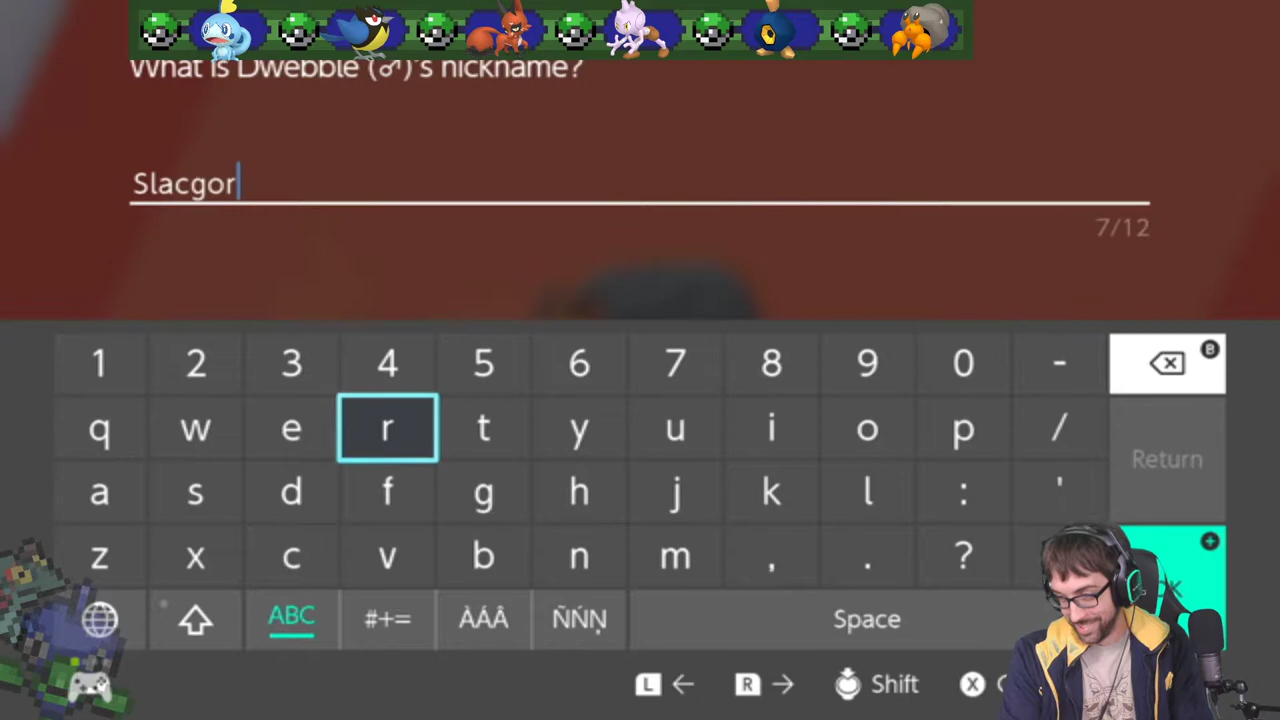 What is Dwebble (♂)'s nickname?
Slacgor
7/12
1 2 3 4 5 6 7 8 9 0 - B
q w e r t y u i o p /
Return
a s d f g h j k l : '
+
z x c v b n m , . ?
ABC #+= ÀÁÂ ÑŃṆ Space
L ← R → Shift X